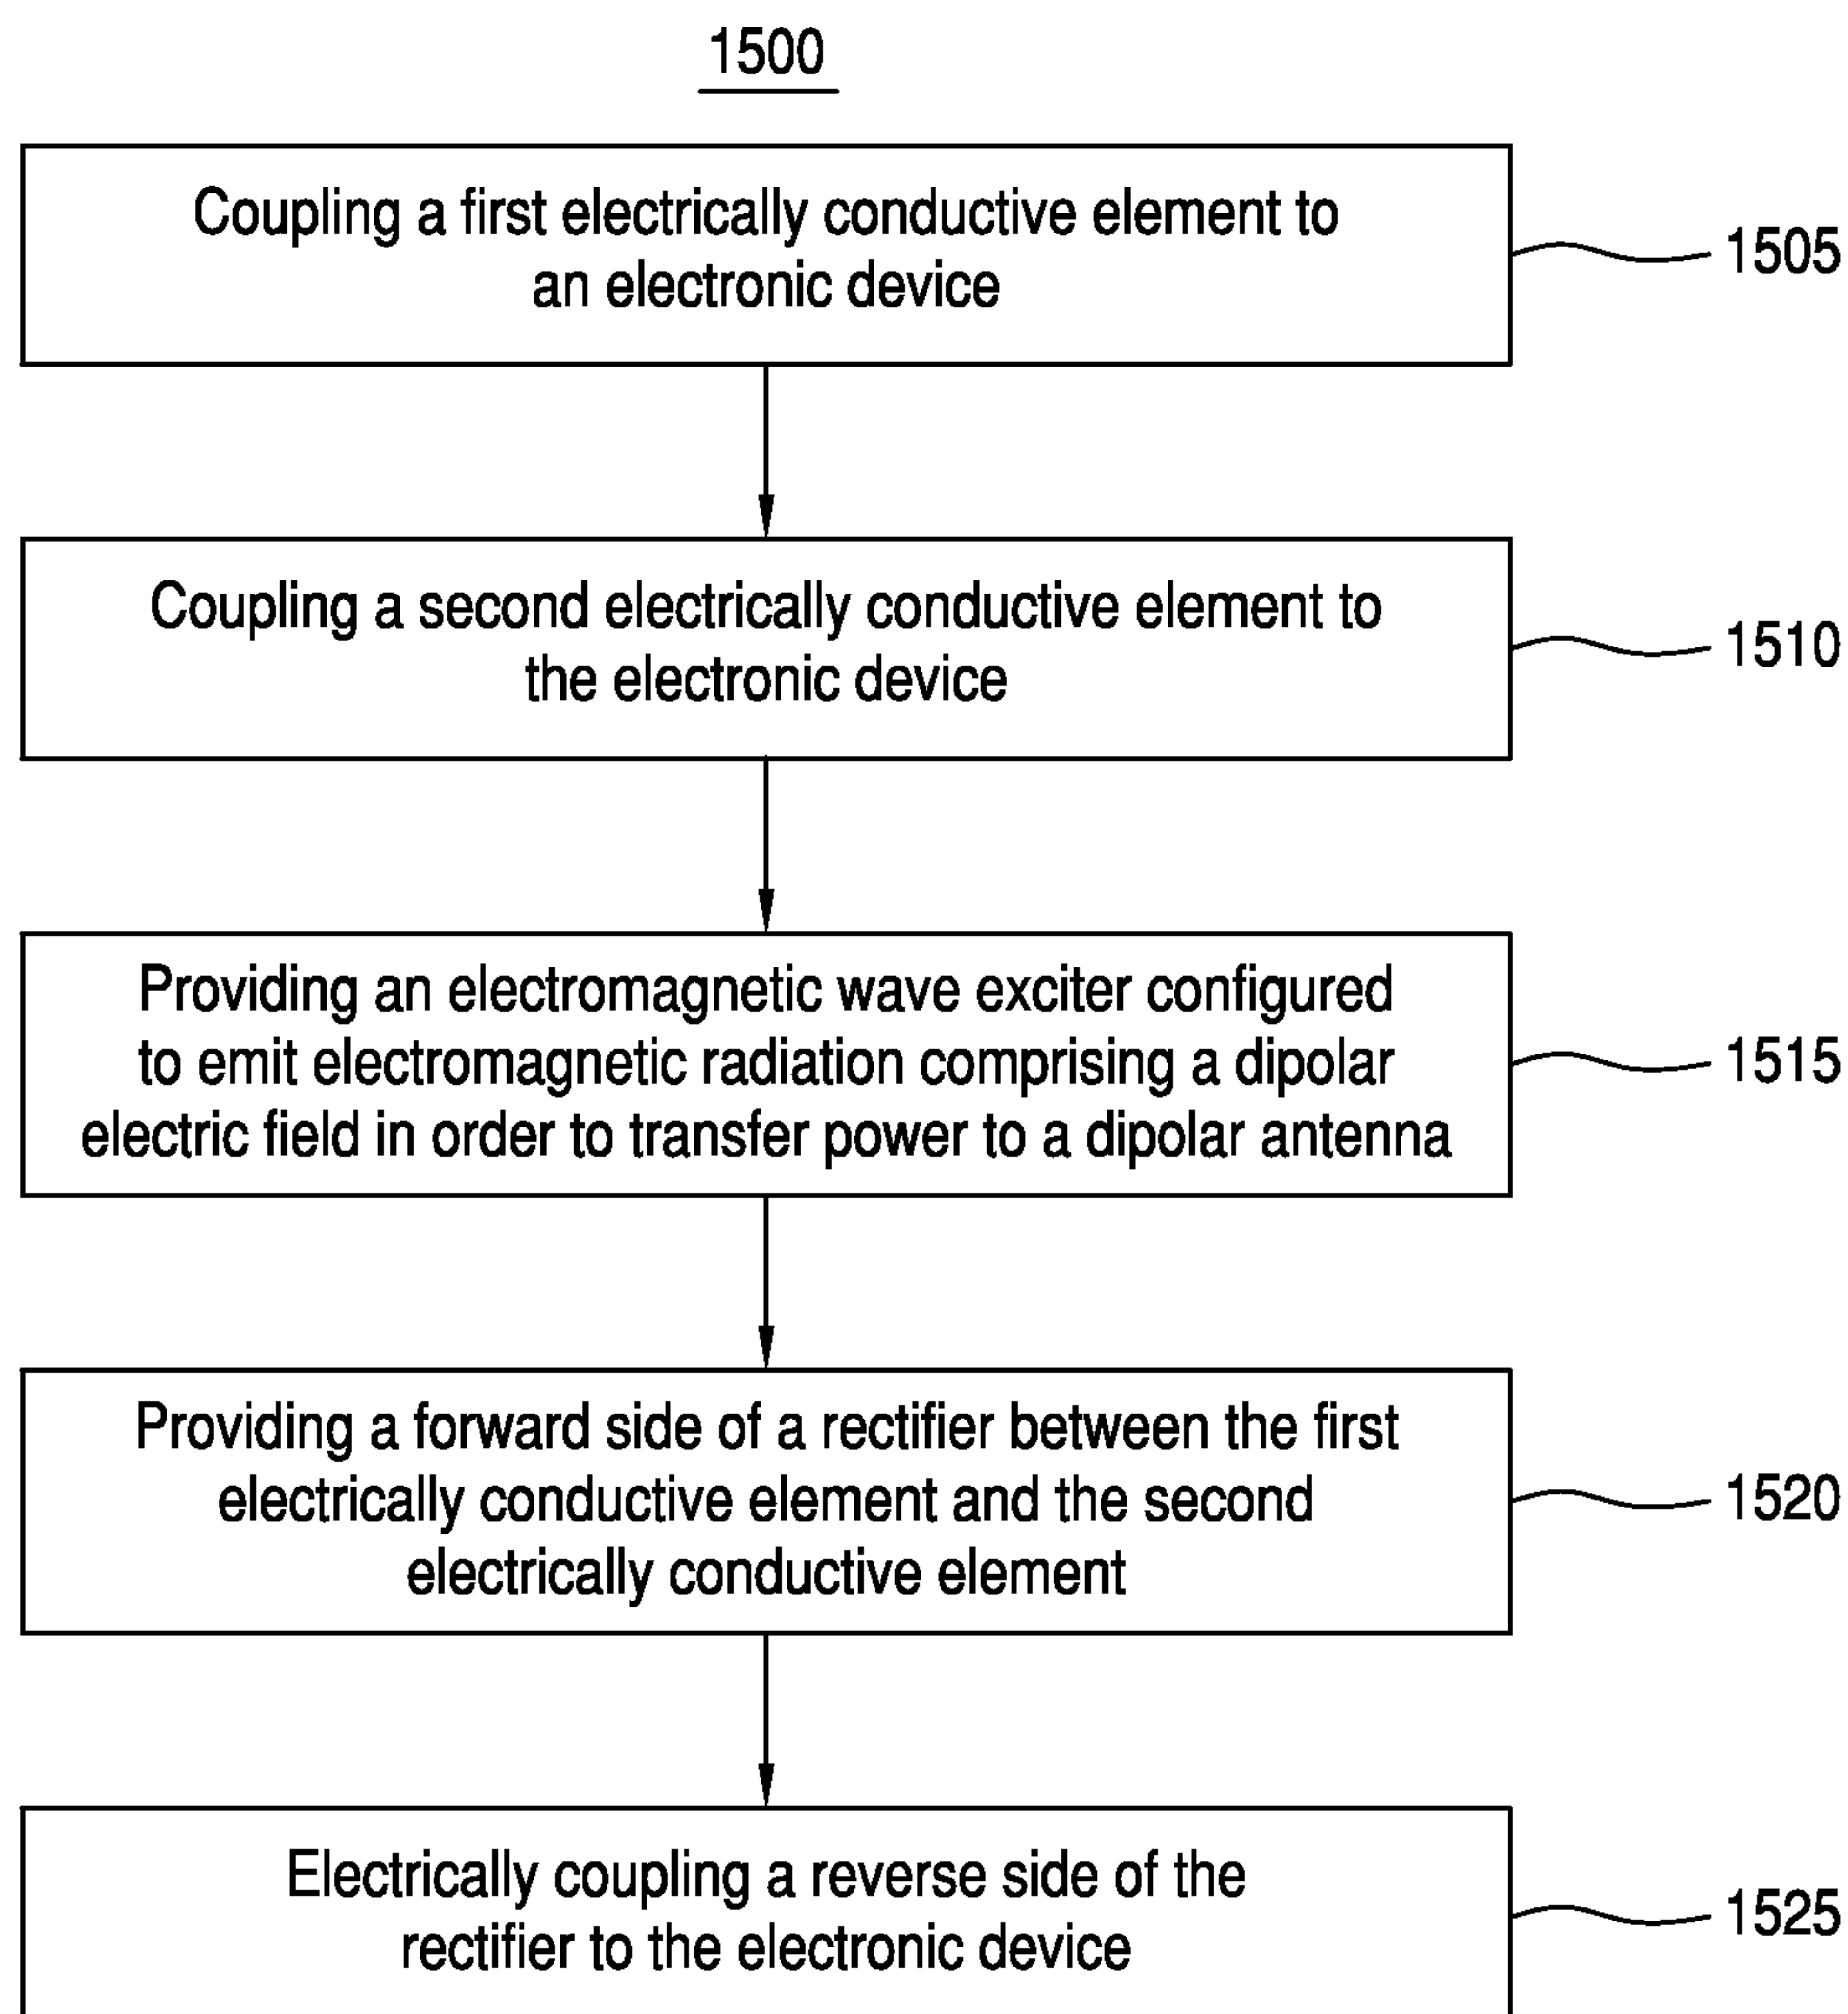 1500
Coupling a first electrically conductive element to
an electronic device
1505
Coupling a second electrically conductive element to
the electronic device
1510
Providing an electromagnetic wave exciter configured
to emit electromagnetic radiation comprising a dipolar
electric field in order to transfer power to a dipolar antenna
1515
Providing a forward side of a rectifier between the first
electrically conductive element and the second
electrically conductive element
1520
Electrically coupling a reverse side of the
rectifier to the electronic device
1525